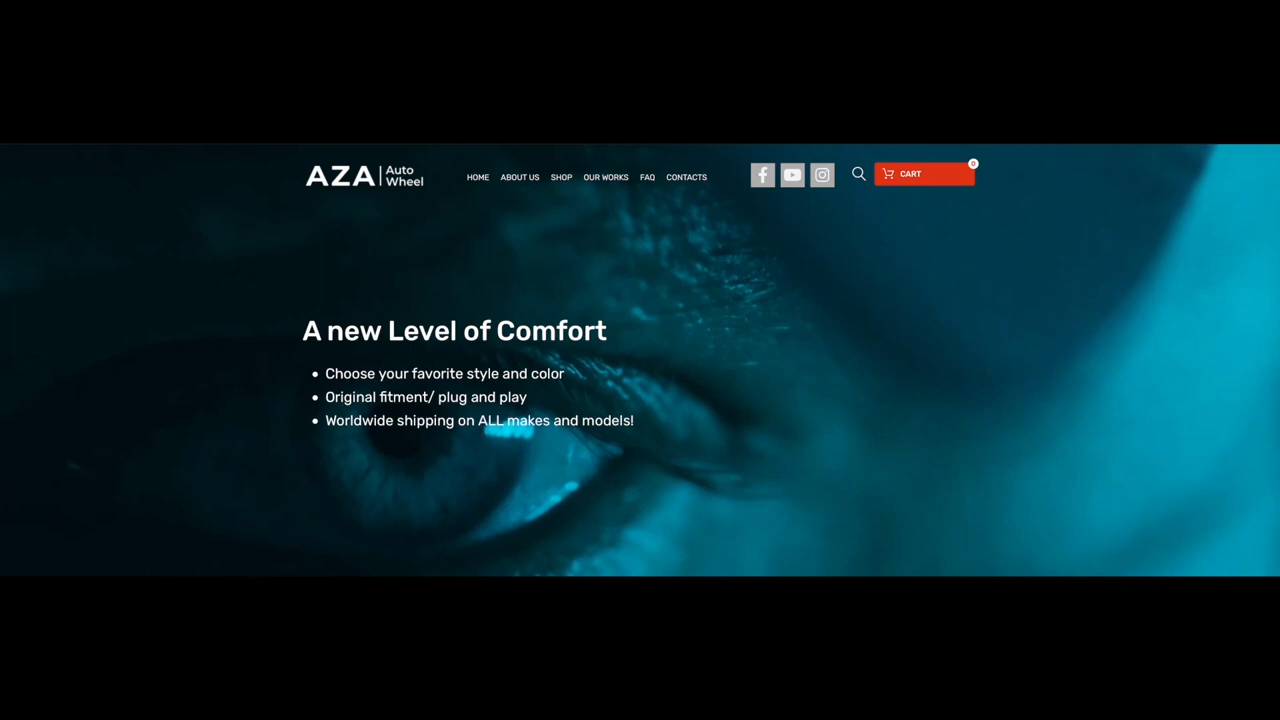 AZA Auto
Wheel
HOME ABOUT US SHOP OUR WORKS FAQ CONTACTS
0
CART
A new Level of Comfort
• Choose your favorite style and color
• Original fitment/ plug and play
• Worldwide shipping on ALL makes and models!